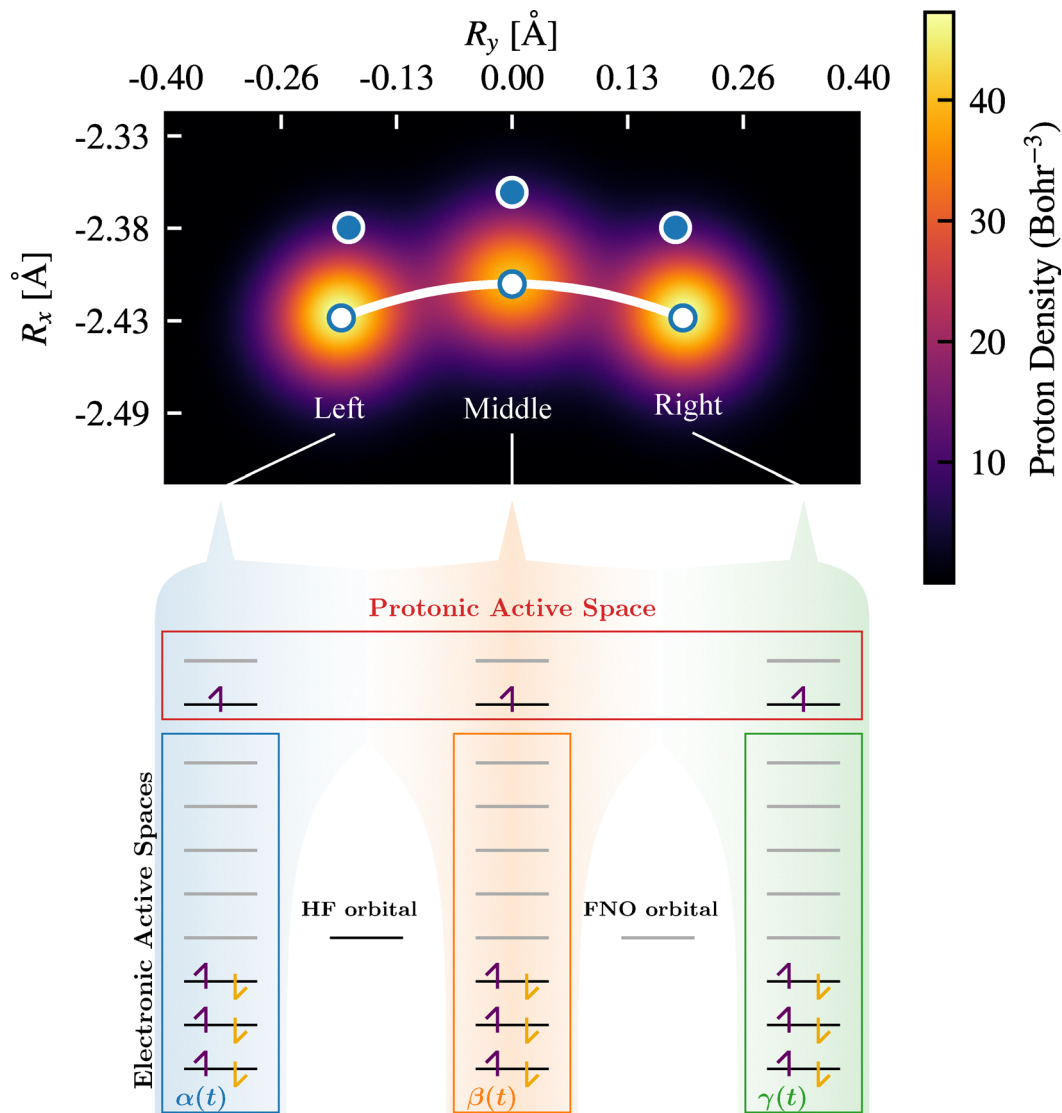 R_y [Å]
-0.40 -0.26 -0.13 0.00 0.13 0.26 0.40
R_x [Å]
-2.33
-2.38
-2.43
-2.49
Left Middle Right
40
30
20
10
Proton Density (Bohr⁻³)
Protonic Active Space
Electronic Active Spaces
HF orbital FNO orbital
α(t) β(t) γ(t)